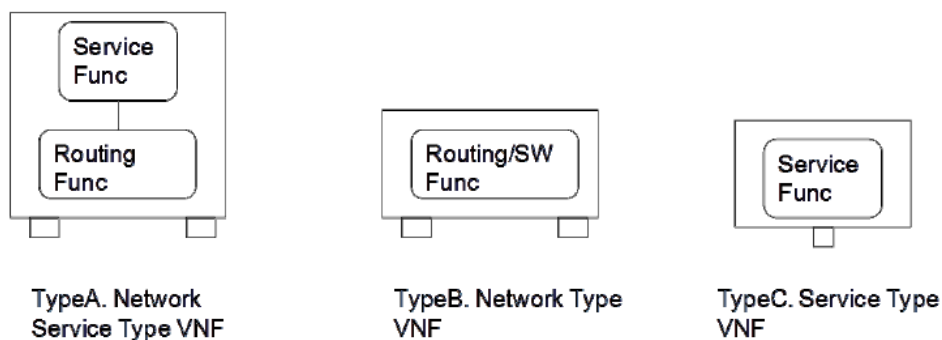 Service
Func
Routing
Func
Routing/SW
Func
Service
Func
TypeA. Network
Service Type VNF
TypeB. Network Type
VNF
TypeC. Service Type
VNF